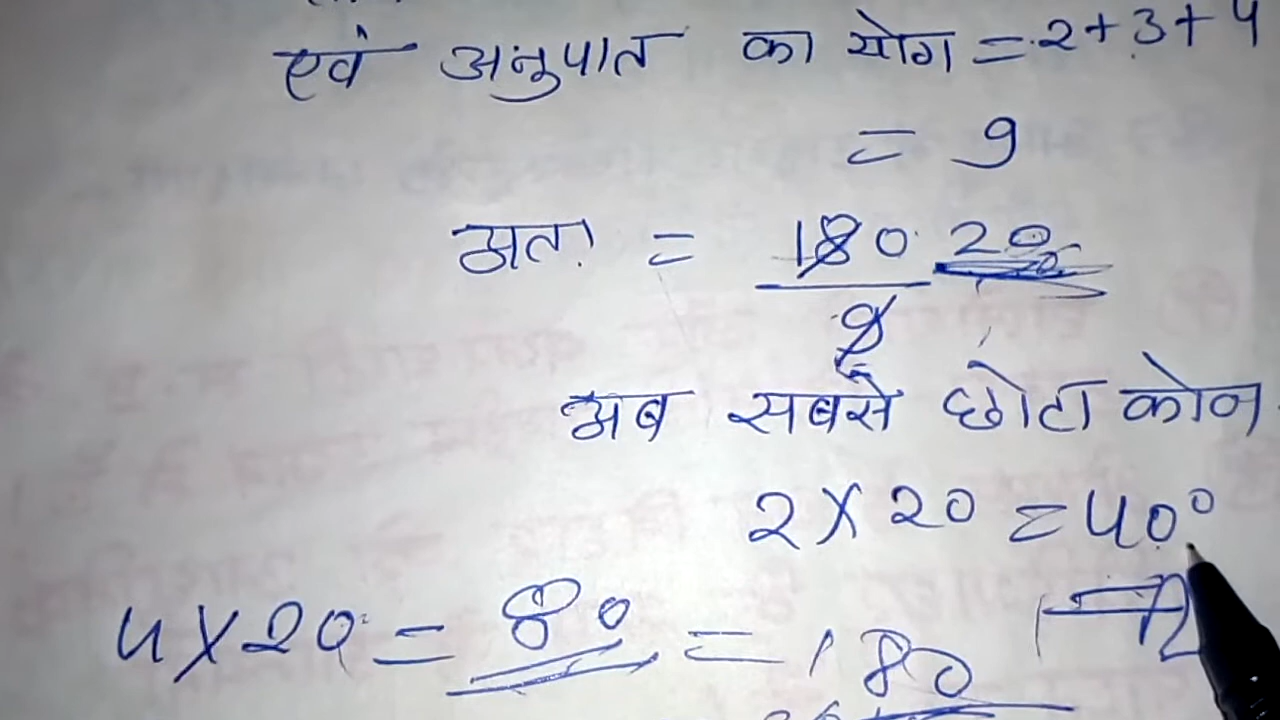 एवं अनुपात का योग = 2 + 3 + 4
= 9
अतः = 180 20
9
अब सबसे छोटा कोन
2 X 20 = 40°
4 X 20 = 80 = 180